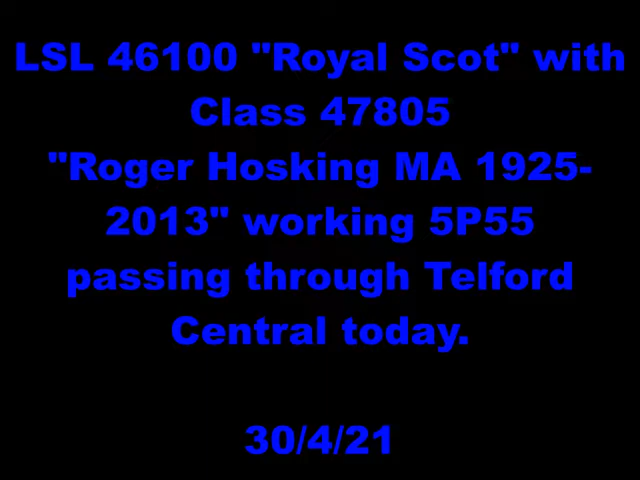 LSL 46100 "Royal Scot" with
Class 47805
"Roger Hosking MA 1925-
2013" working 5P55
passing through Telford
Central today.
30/4/21